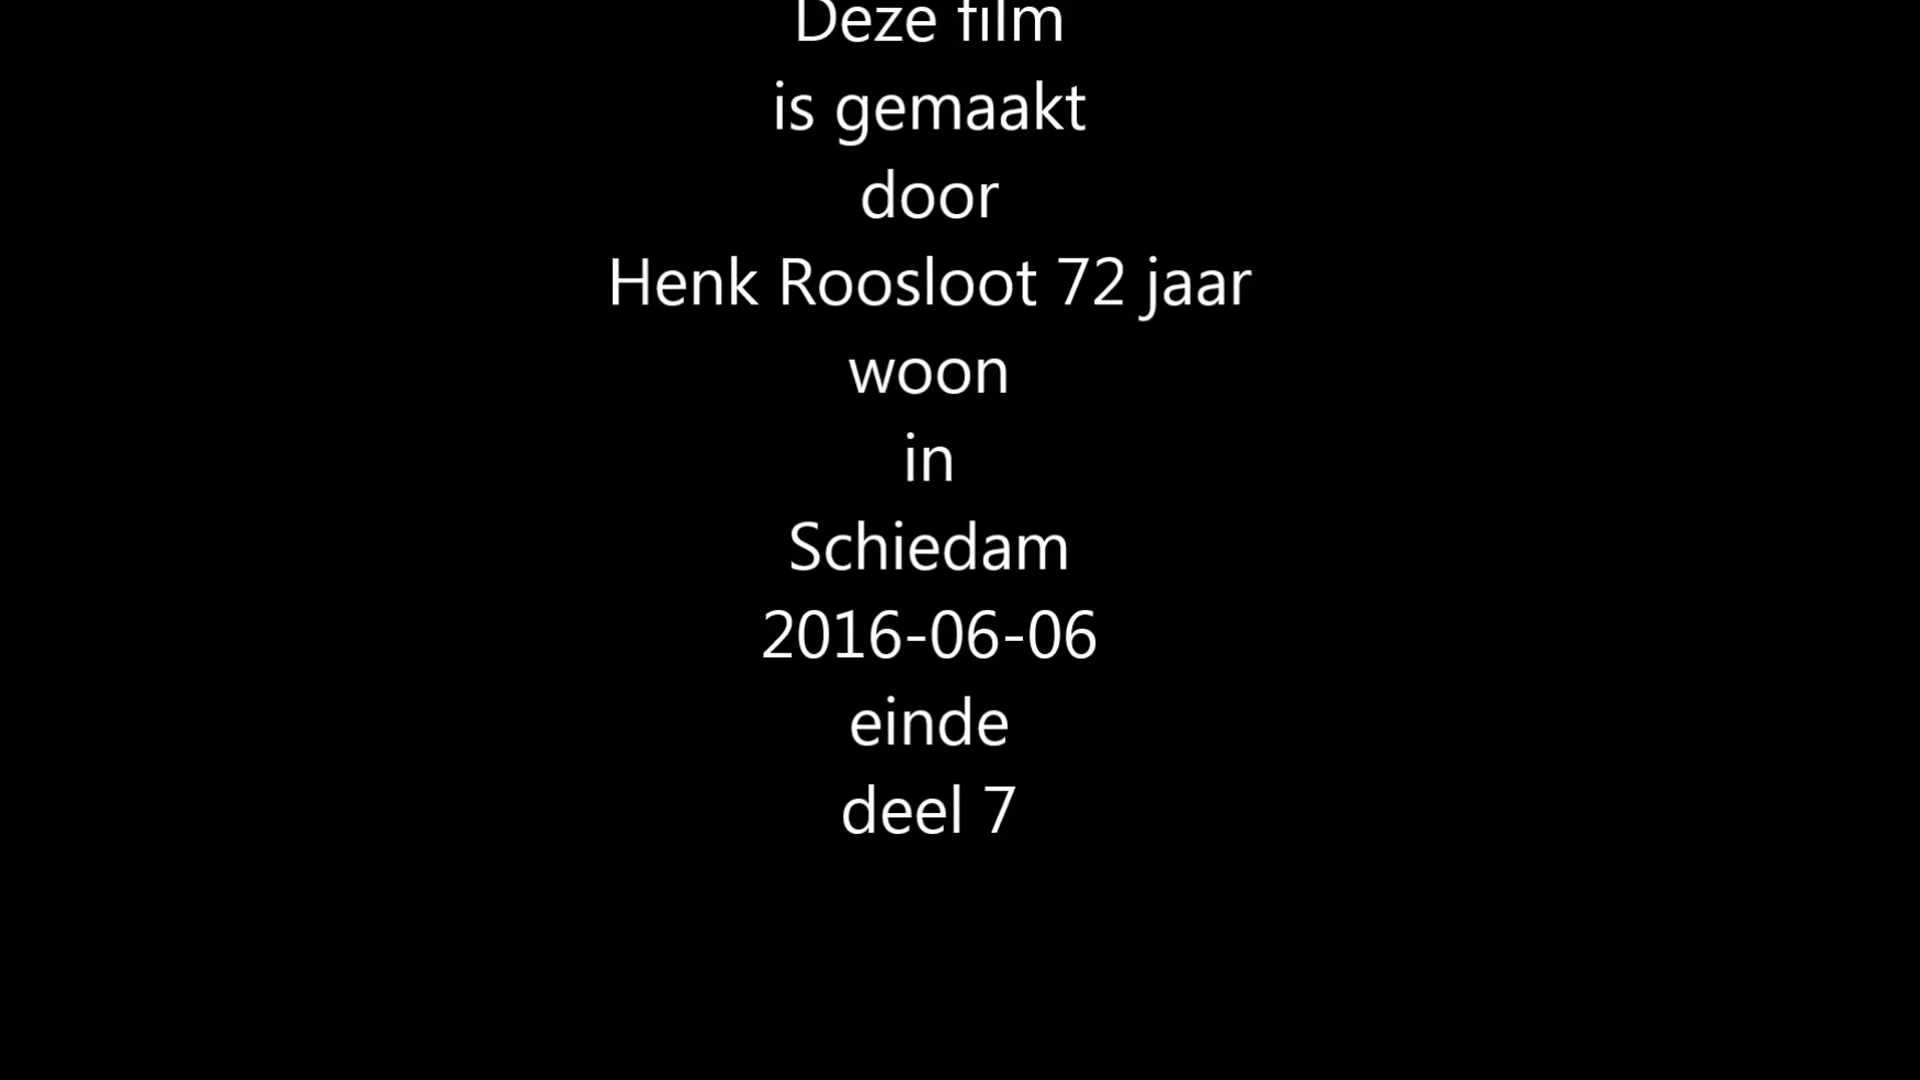 Deze film
is gemaakt
door
Henk Roosloot 72 jaar
woon
in
Schiedam
2016-06-06
einde
deel 7